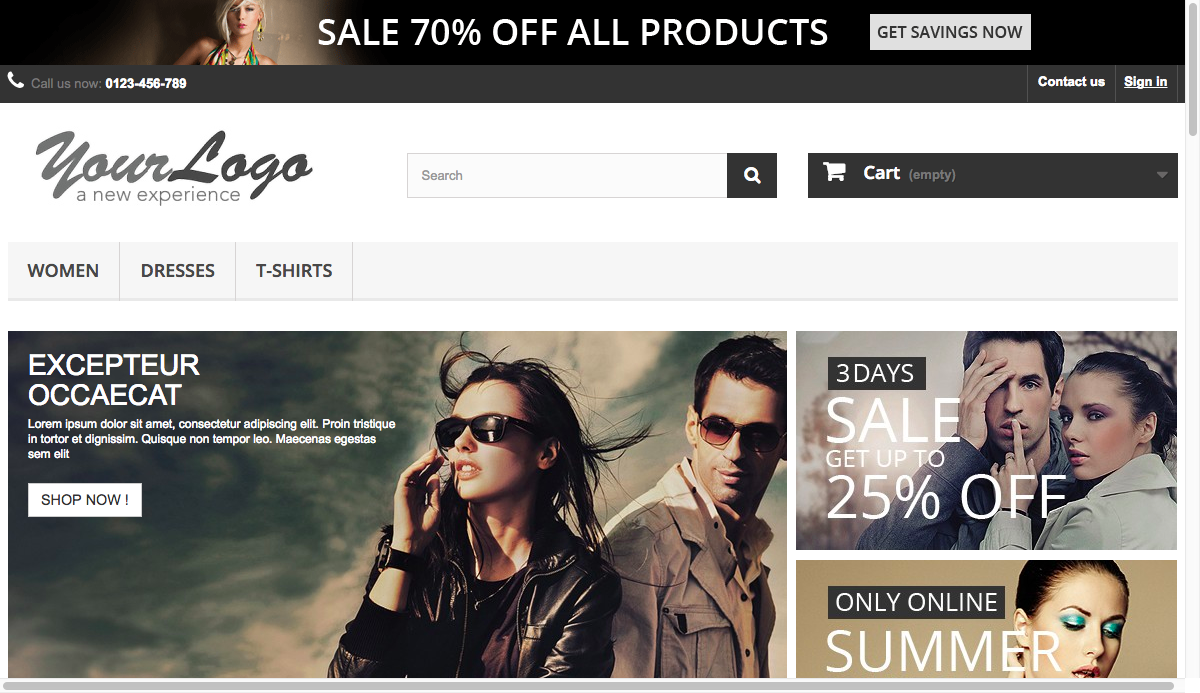 SALE 70% OFF ALL PRODUCTS
GET SAVINGS NOW
Call us now: 0123-456-789
Contact us
Sign in
YourLogo
a new experience
Search
Cart (empty)
WOMEN
DRESSES
T-SHIRTS
EXCEPTEUR
OCCAECAT
Lorem ipsum dolor sit amet, consectetur adipiscing elit. Proin tristique
in tortor et dignissim. Quisque non tempor leo. Maecenas egestas
sem elit
SHOP NOW !
3 DAYS
SALE
GET UP TO
25% OFF
ONLY ONLINE
SUMMER